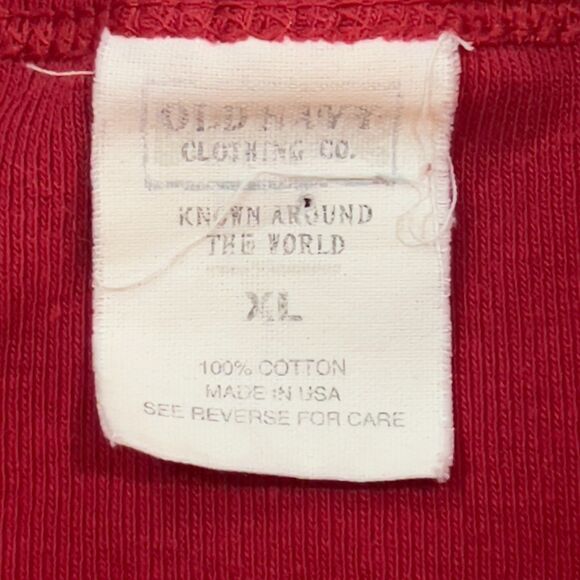 OLD NAVY
CLOTHING CO.
KNOWN AROUND
THE WORLD
XL
100% COTTON
MADE IN USA
SEE REVERSE FOR CARE